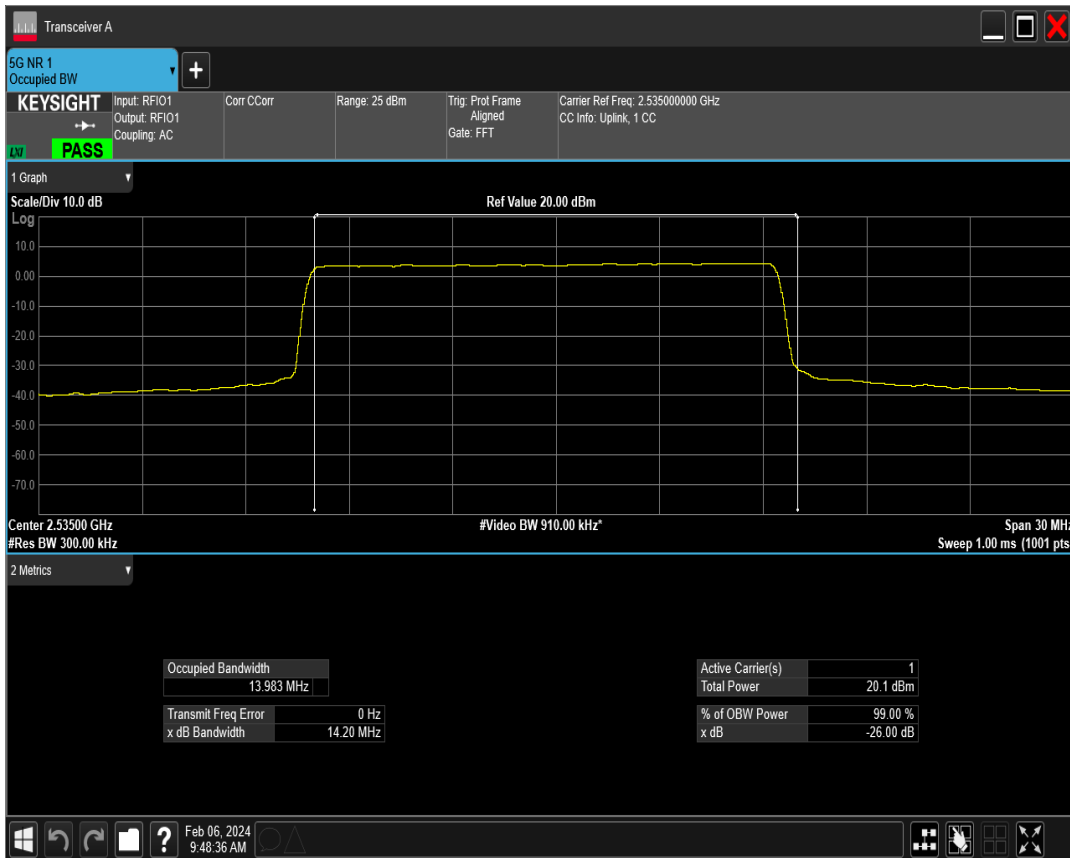 Transceiver A
5G NR 1
Occupied BW
KEYSIGHT
LXI
PASS
Input: RFIO1
Output: RFIO1
Coupling: AC
Corr CCorr
Range: 25 dBm
Trig: Prot Frame
Aligned
Gate: FFT
Carrier Ref Freq: 2.535000000 GHz
CC Info: Uplink, 1 CC
1 Graph
Scale/Div 10.0 dB
Ref Value 20.00 dBm
Log
10.0
0.00
-10.0
-20.0
-30.0
-40.0
-50.0
-60.0
-70.0
Center 2.53500 GHz
#Video BW 910.00 kHz*
Span 30 MHz
#Res BW 300.00 kHz
Sweep 1.00 ms (1001 pts
2 Metrics
Occupied Bandwidth
13.983 MHz
Transmit Freq Error 0 Hz
x dB Bandwidth 14.20 MHz
Active Carrier(s) 1
Total Power 20.1 dBm
% of OBW Power 99.00 %
x dB -26.00 dB
?
Feb 06, 2024
9:48:36 AM